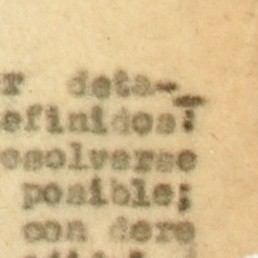 r deta-
efinidos:
esolverse
posible;
con dere